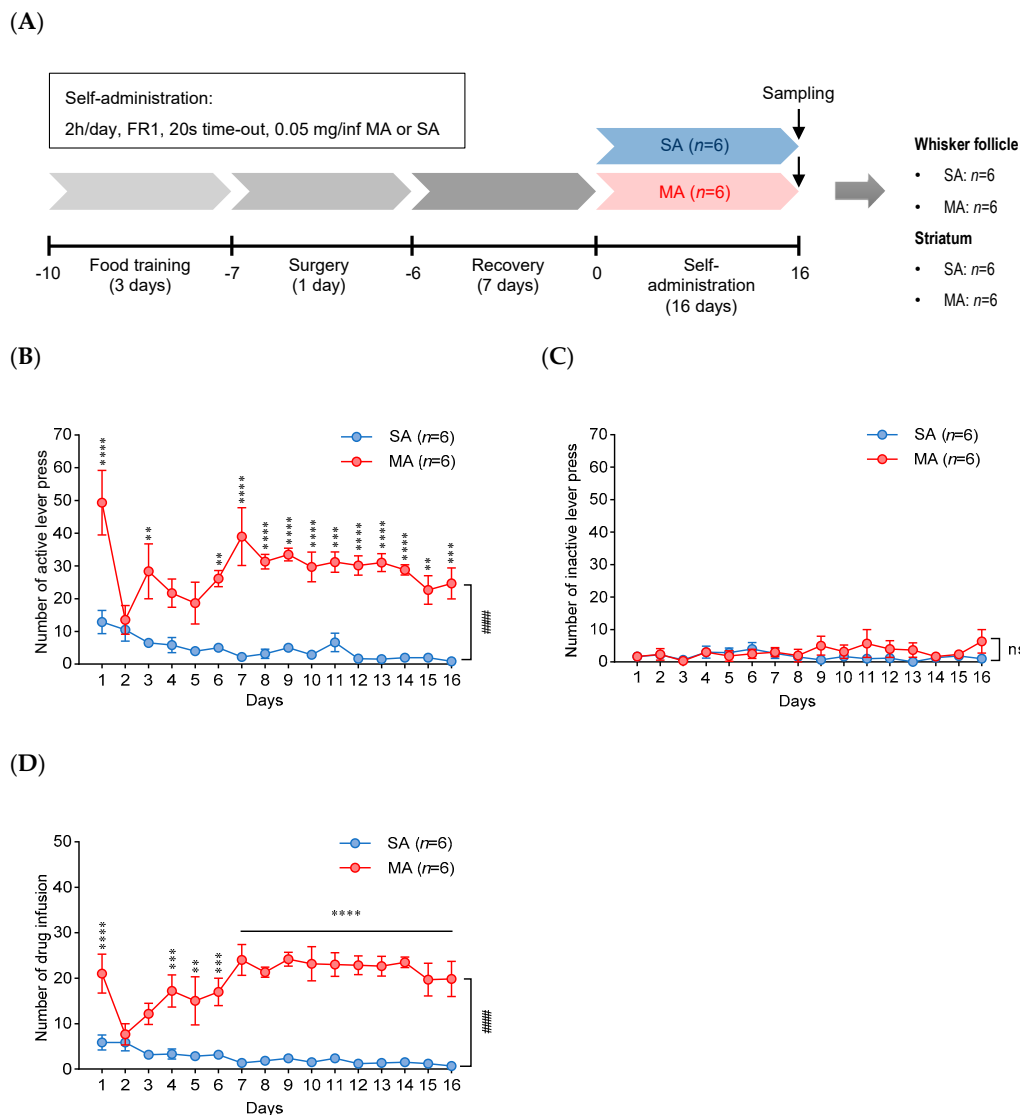 (A)
Self-administration:
2h/day, FR1, 20s time-out, 0.05 mg/inf MA or SA
Sampling
SA (n=6)
MA (n=6)
Whisker follicle
• SA: n=6
• MA: n=6
Striatum
• SA: n=6
• MA: n=6
-10 -7 -6 0 16
Food training
(3 days)
Surgery
(1 day)
Recovery
(7 days)
Self-
administration
(16 days)
(B)
Number of active lever press
70
60
50
40
30
20
10
0
SA (n=6)
MA (n=6)
**** ** ** **** **** **** **** *** **** **** **** ** ***
####
1 2 3 4 5 6 7 8 9 10 11 12 13 14 15 16
Days
(C)
Number of inactive lever press
70
60
50
40
30
20
10
0
SA (n=6)
MA (n=6)
ns
1 2 3 4 5 6 7 8 9 10 11 12 13 14 15 16
Days
(D)
Number of drug infusion
50
40
30
20
10
0
SA (n=6)
MA (n=6)
**** *** ** *** ****
####
1 2 3 4 5 6 7 8 9 10 11 12 13 14 15 16
Days